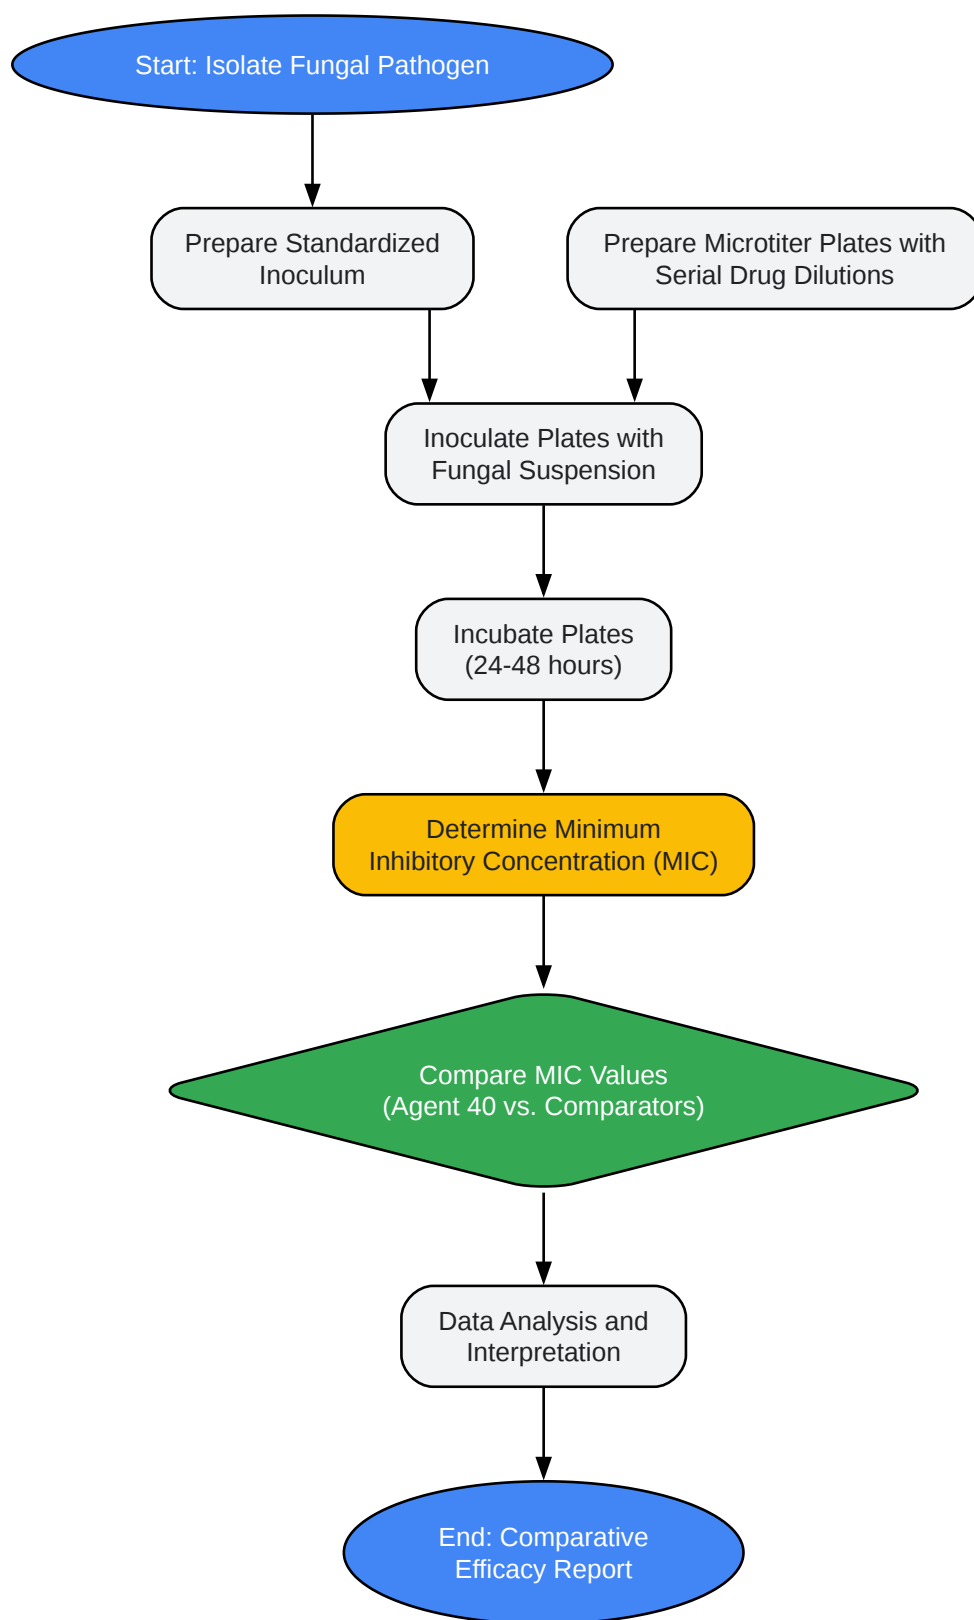 Start: Isolate Fungal Pathogen
Prepare Standardized
Inoculum
Prepare Microtiter Plates with
Serial Drug Dilutions
Inoculate Plates with
Fungal Suspension
Incubate Plates
(24-48 hours)
Determine Minimum
Inhibitory Concentration (MIC)
Compare MIC Values
(Agent 40 vs. Comparators)
Data Analysis and
Interpretation
End: Comparative
Efficacy Report